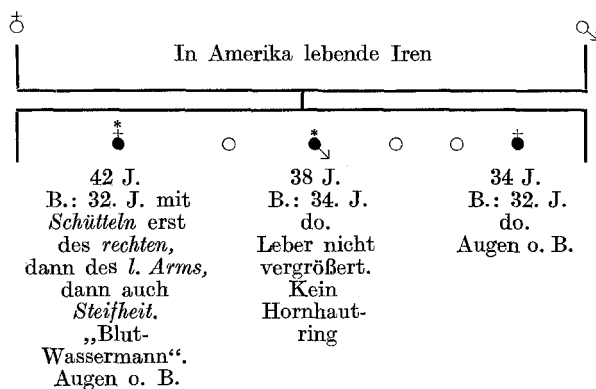 In Amerika lebende Iren
42 J.
B.: 32. J. mit
Schütteln erst
des rechten,
dann des l. Arms,
dann auch
Steifheit.
„Blut-
Wassermann“.
Augen o. B.
38 J.
B.: 34. J.
do.
Leber nicht
vergrößert.
Kein
Hornhaut-
ring
34 J.
B.: 32. J.
do.
Augen o. B.